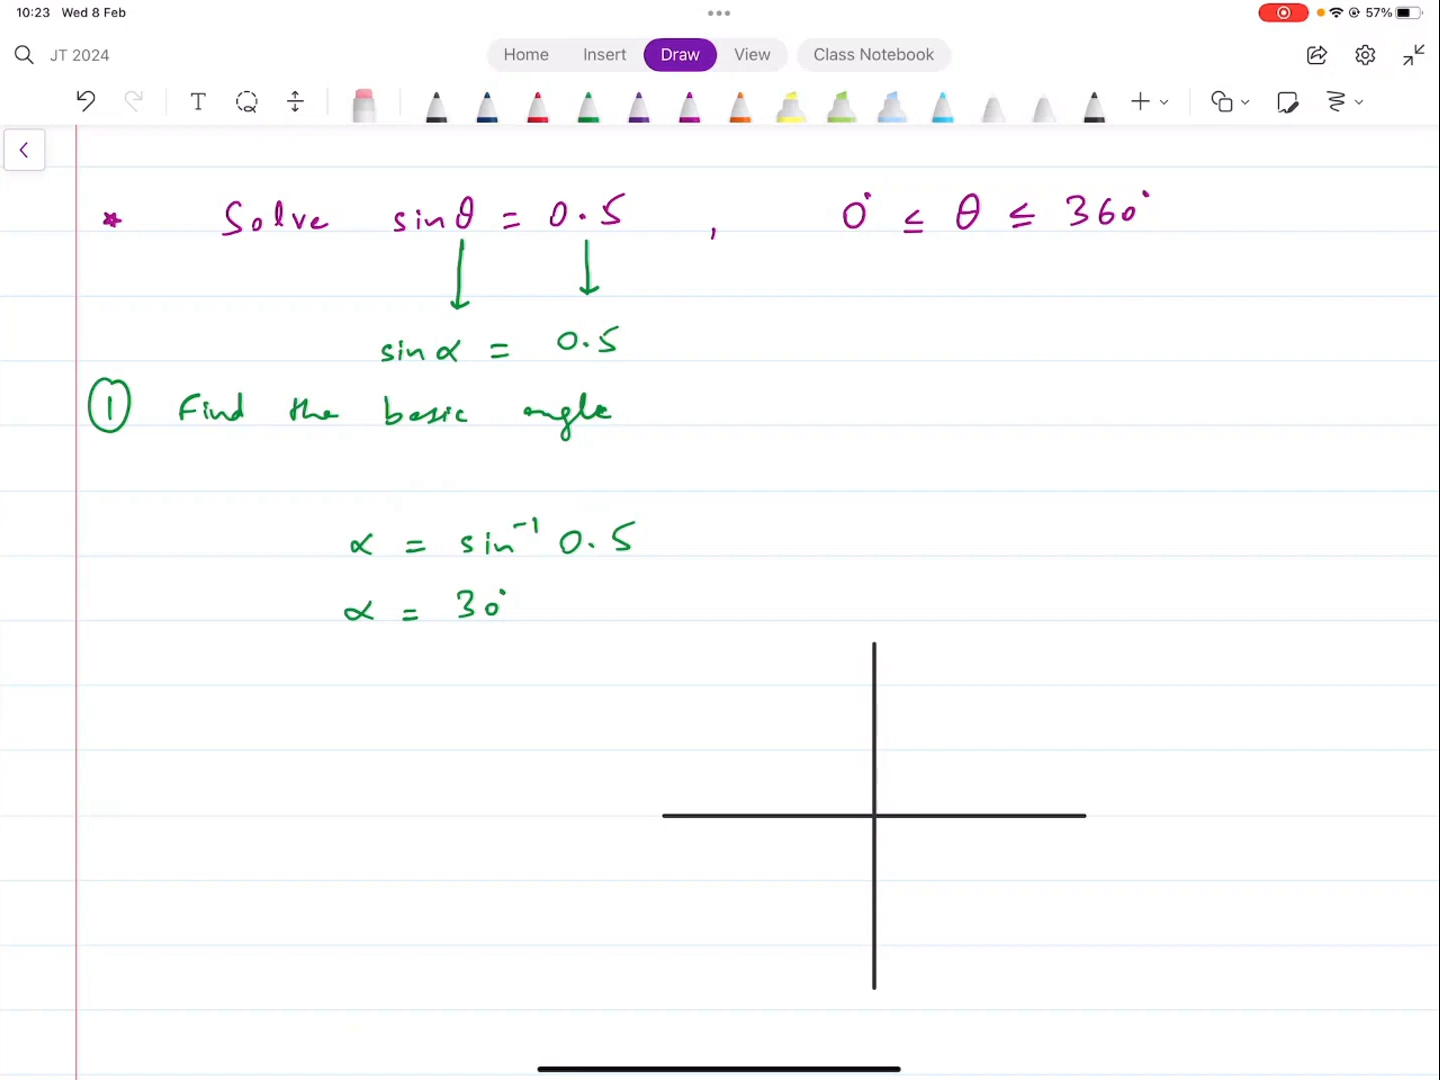 10:23 Wed 8 Feb
57%
JT 2024
Home Insert Draw View Class Notebook
T
* Solve sinθ = 0.5 , 0° ≤ θ ≤ 360°
sin α = 0.5
① Find the basic angle
α = sin⁻¹ 0.5
α = 30°